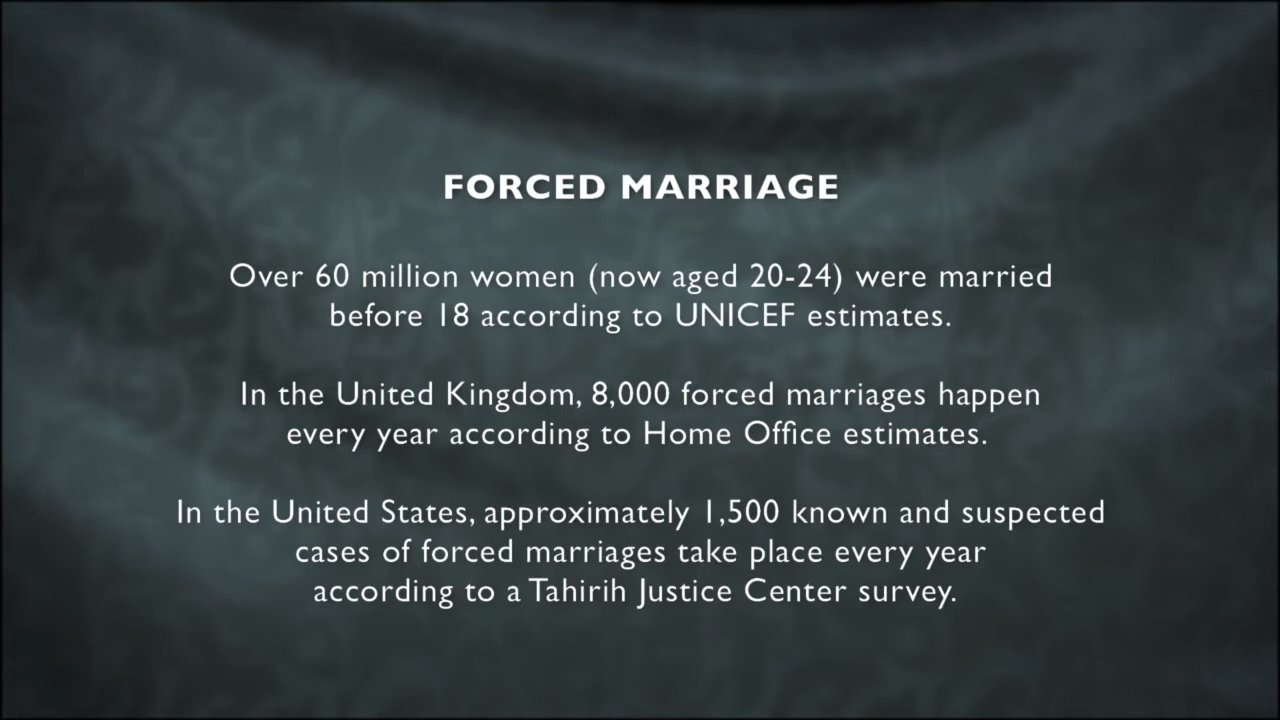 FORCED MARRIAGE
Over 60 million women (now aged 20-24) were married
before 18 according to UNICEF estimates.
In the United Kingdom, 8,000 forced marriages happen
every year according to Home Office estimates.
In the United States, approximately 1,500 known and suspected
cases of forced marriages take place every year
according to a Tahirih Justice Center survey.